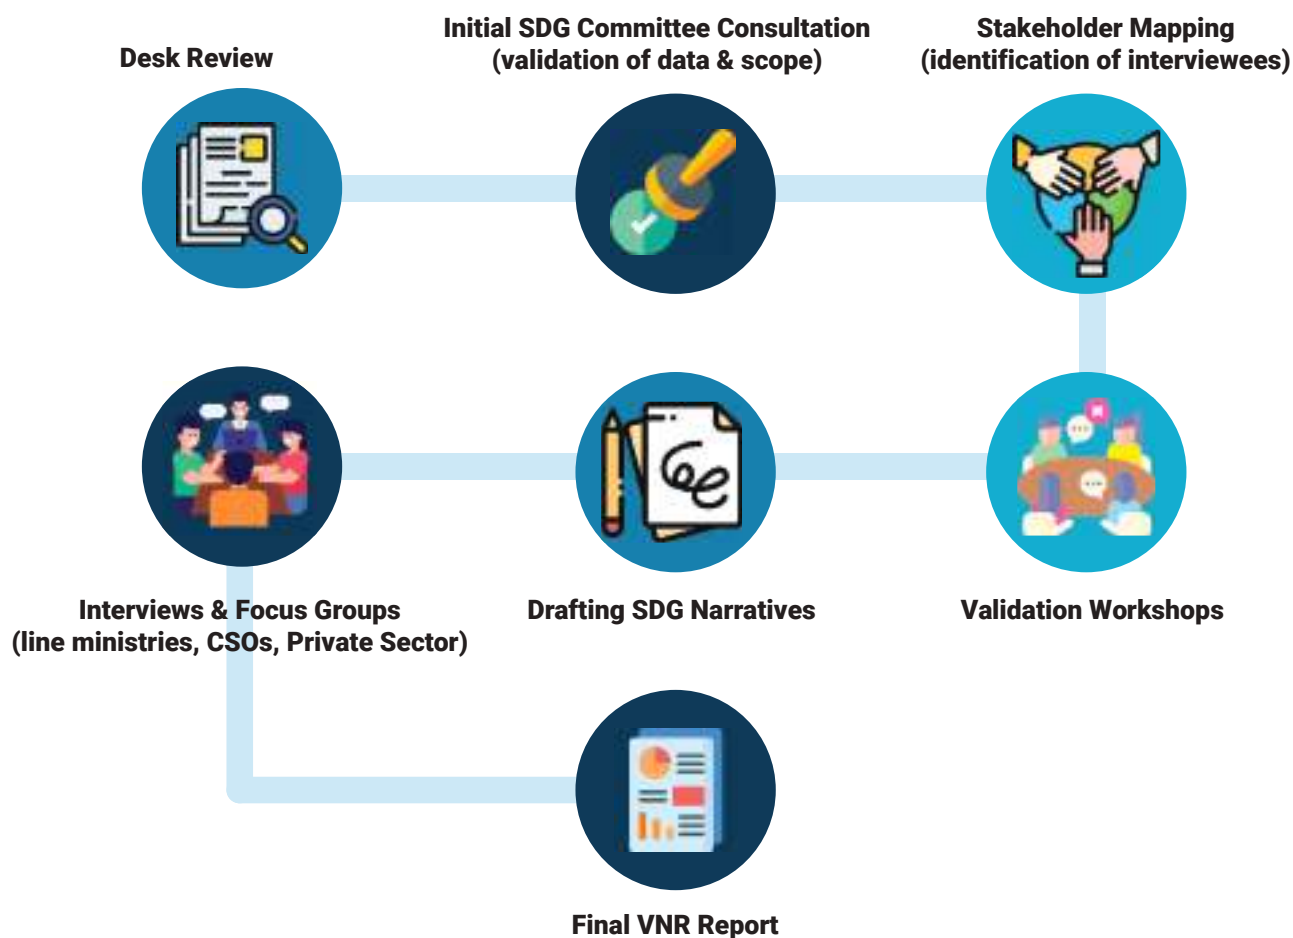 Desk Review
Initial SDG Committee Consultation
(validation of data & scope)
Stakeholder Mapping
(identification of interviewees)
Interviews & Focus Groups
(line ministries, CSOs, Private Sector)
Drafting SDG Narratives
Validation Workshops
Final VNR Report